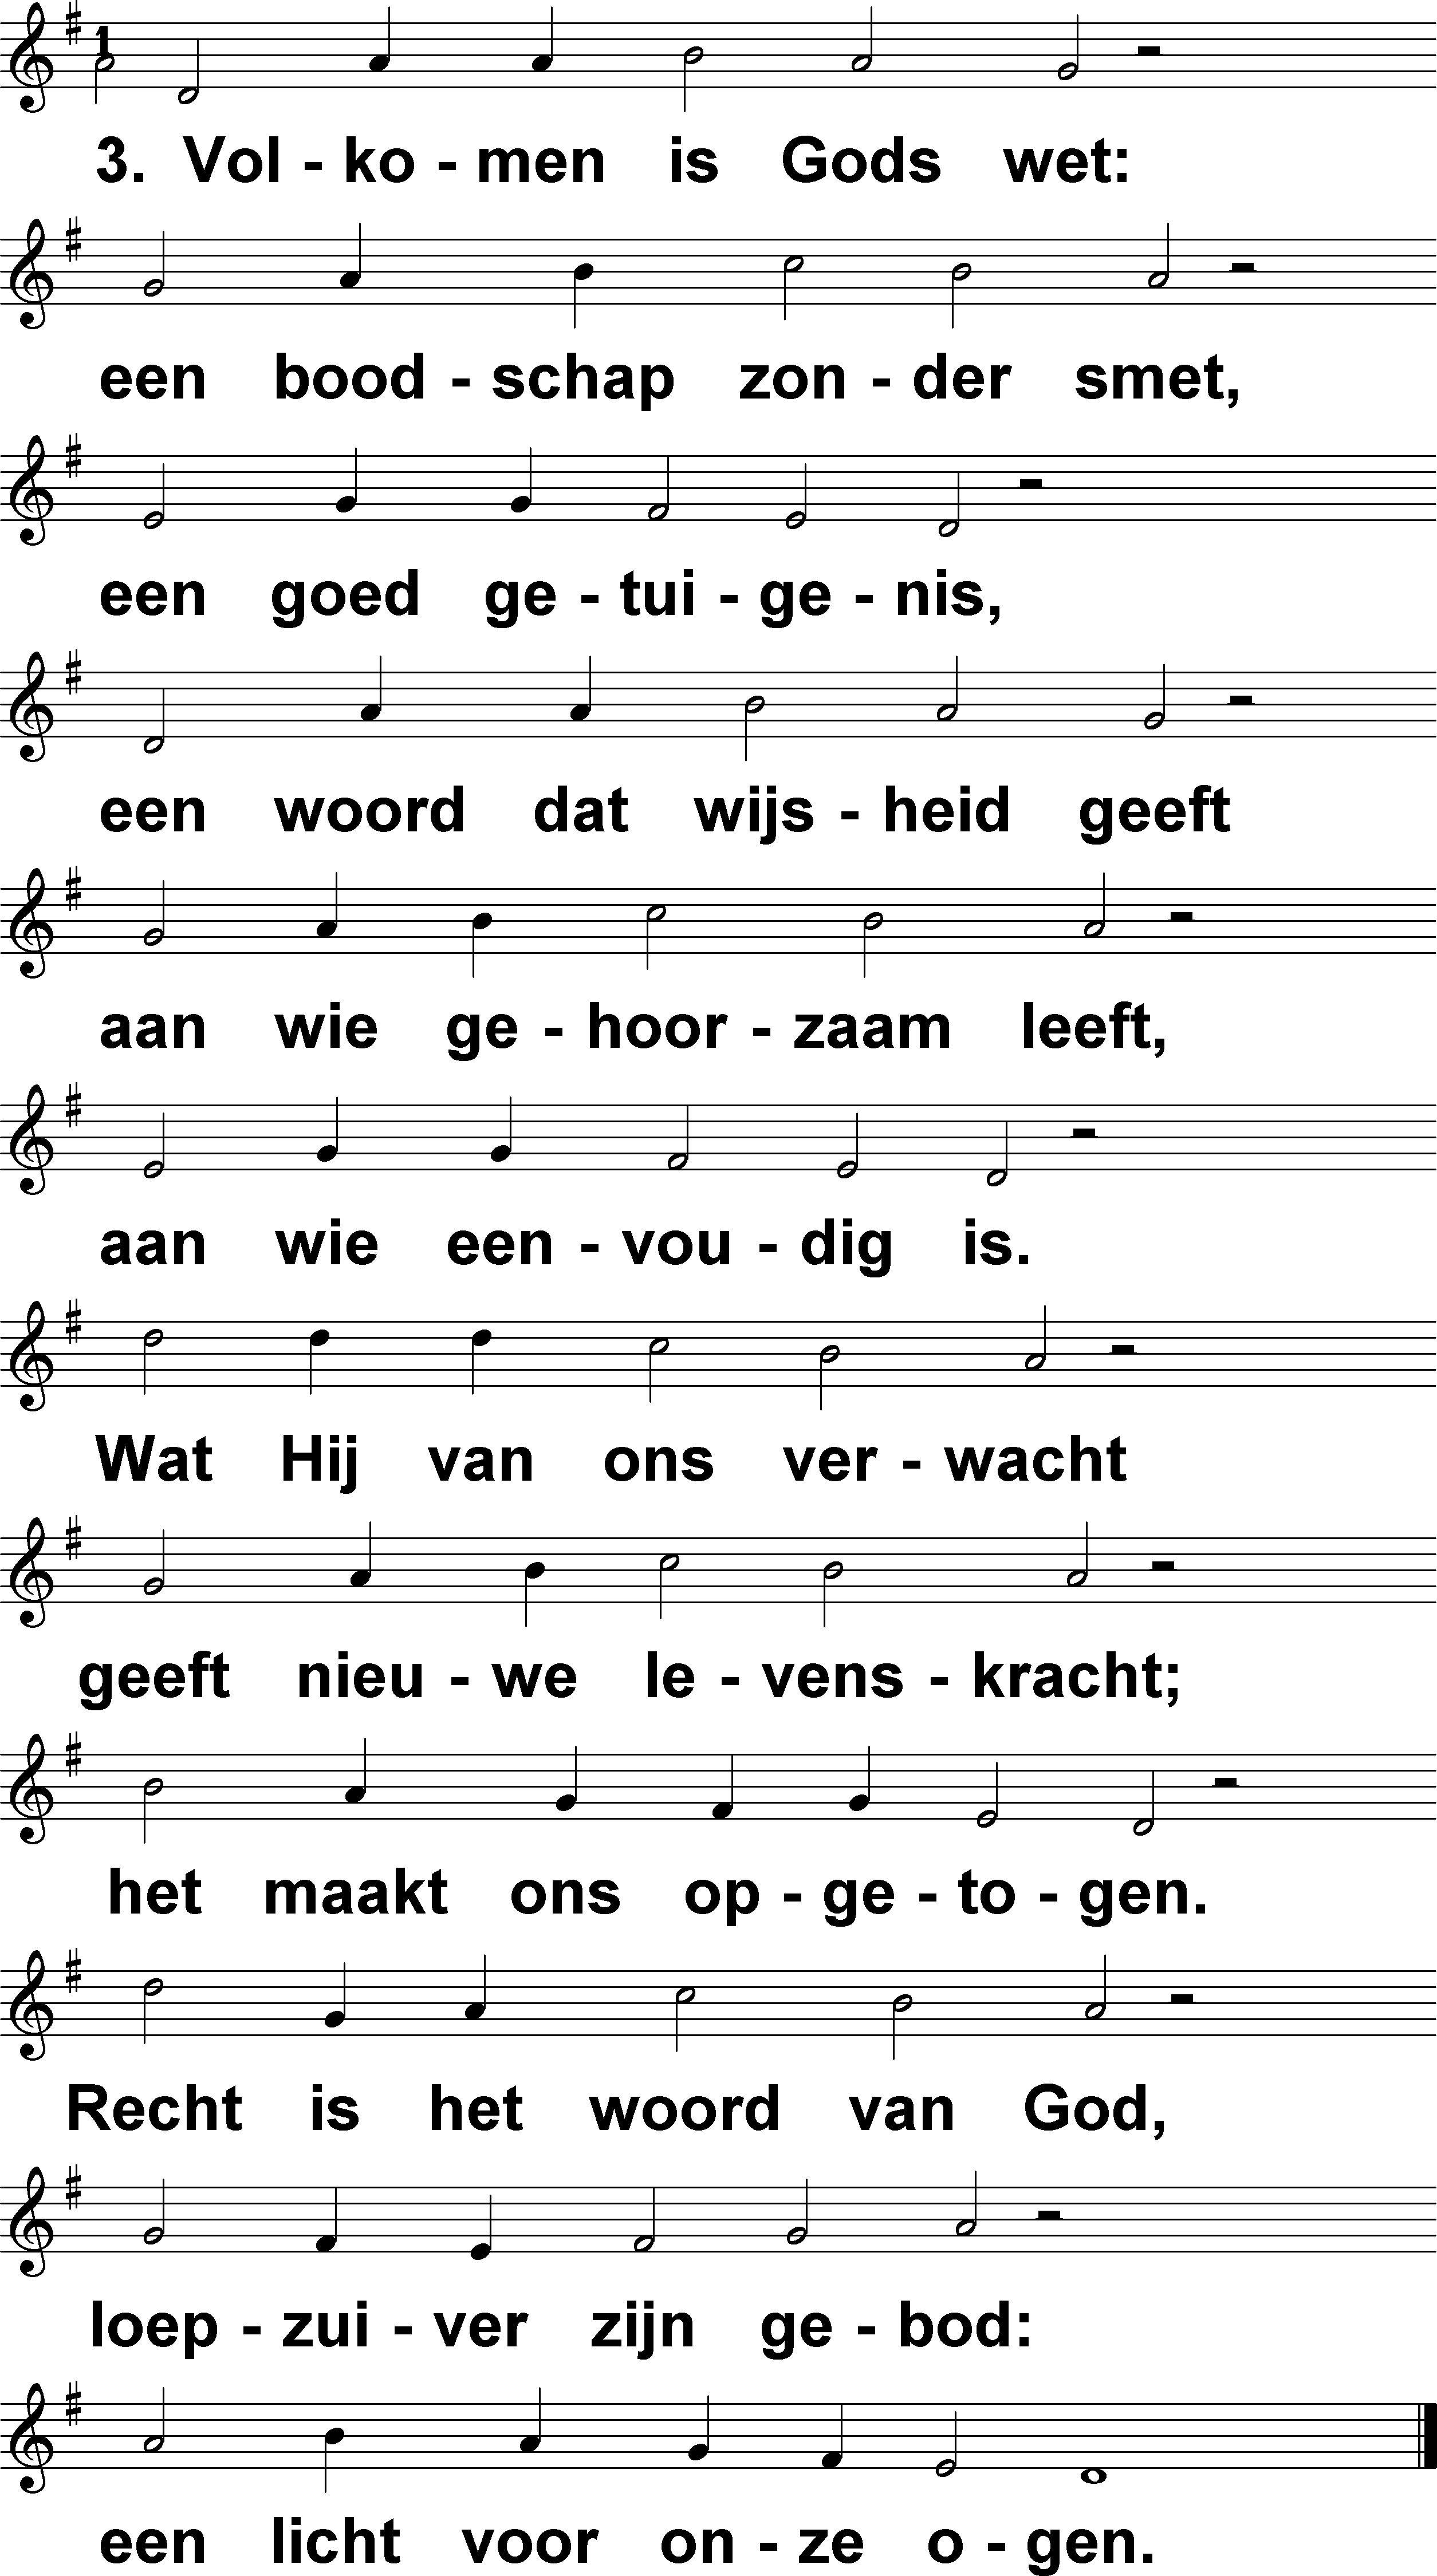 1
3. Vol - ko - men is Gods wet:
een bood - schap zon - der smet,
een goed ge - tui - ge - nis,
een woord dat wijs - heid geeft
aan wie ge - hoor - zaam leeft,
aan wie een - vou - dig is.
Wat Hij van ons ver - wacht
geeft nieu - we le - vens - kracht;
het maakt ons op - ge - to - gen.
Recht is het woord van God,
loep - zui - ver zijn ge - bod:
een licht voor on - ze o - gen.